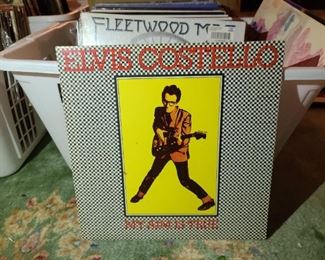 FLEETWOOD M
ELVIS COSTELLO
MY AIM IS TRUE